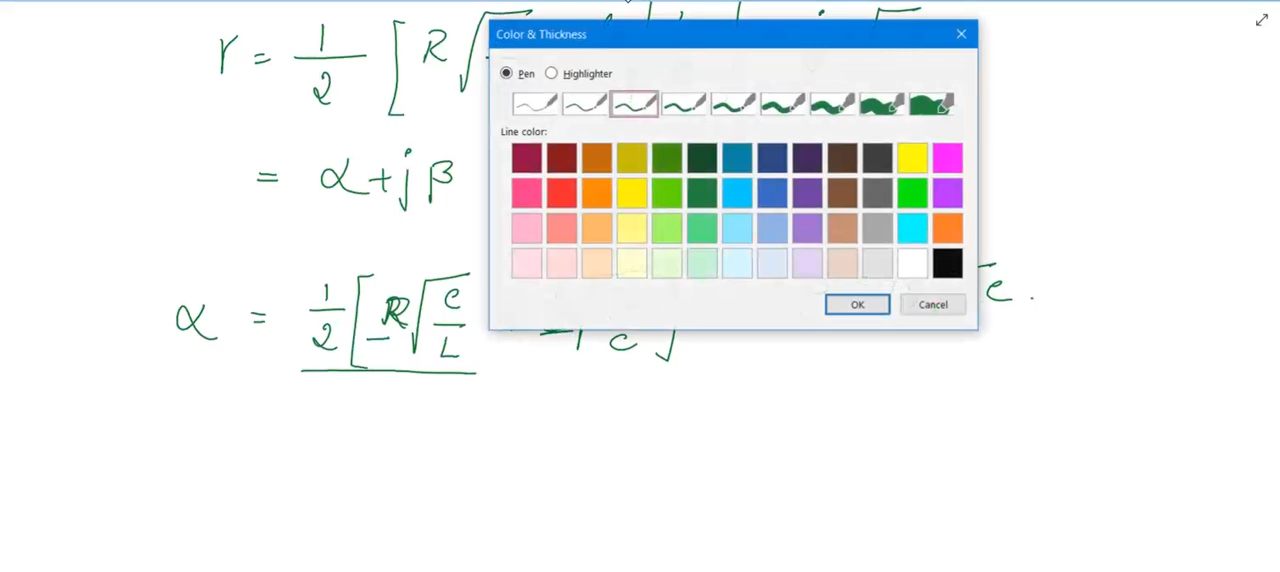 γ = 1/2 [ R √
Color & Thickness
Pen Highlighter
Line color:
= α + j β
OK Cancel
α = 1/2 [ R √ C/L